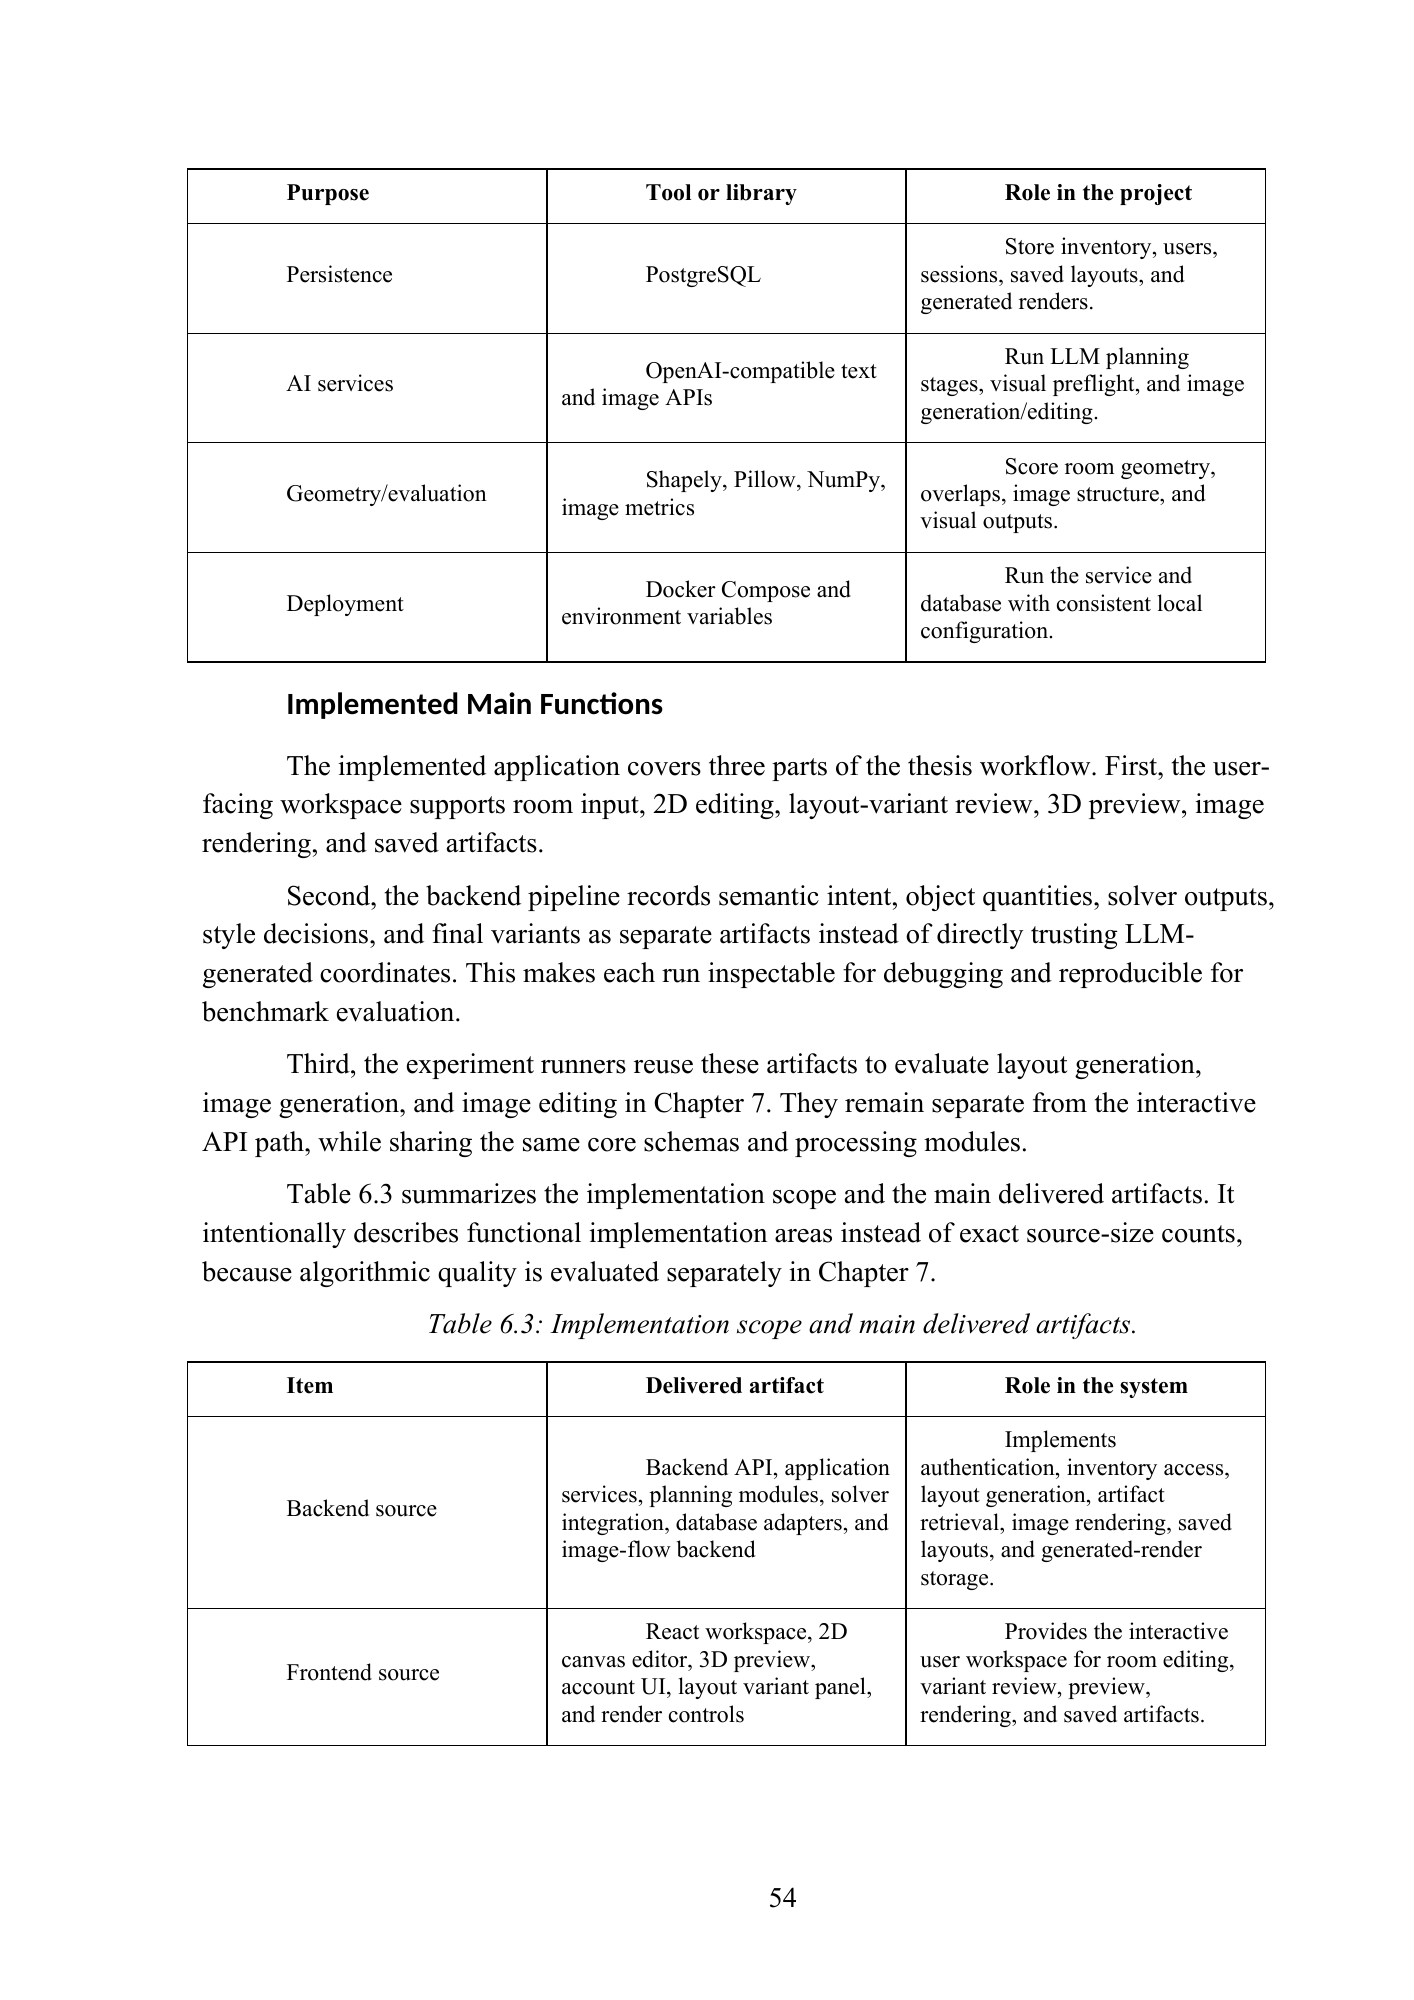 Purpose
Tool or library
Role in the project
Persistence
PostgreSQL
Store inventory, users,
sessions, saved layouts, and
generated renders.
AI services
OpenAI-compatible text
and image APIs
Run LLM planning
stages, visual preflight, and image
generation/editing.
Geometry/evaluation
Shapely, Pillow, NumPy,
image metrics
Score room geometry,
overlaps, image structure, and
visual outputs.
Deployment
Docker Compose and
environment variables
Run the service and
database with consistent local
configuration.
Implemented Main Functions
The implemented application covers three parts of the thesis workflow. First, the user-
facing workspace supports room input, 2D editing, layout-variant review, 3D preview, image
rendering, and saved artifacts.
Second, the backend pipeline records semantic intent, object quantities, solver outputs,
style decisions, and final variants as separate artifacts instead of directly trusting LLM-
generated coordinates. This makes each run inspectable for debugging and reproducible for
benchmark evaluation.
Third, the experiment runners reuse these artifacts to evaluate layout generation,
image generation, and image editing in Chapter 7. They remain separate from the interactive
API path, while sharing the same core schemas and processing modules.
Table 6.3 summarizes the implementation scope and the main delivered artifacts. It
intentionally describes functional implementation areas instead of exact source-size counts,
because algorithmic quality is evaluated separately in Chapter 7.
Table 6.3: Implementation scope and main delivered artifacts.
Item
Delivered artifact
Role in the system
Backend source
Backend API, application
services, planning modules, solver
integration, database adapters, and
image-flow backend
Implements
authentication, inventory access,
layout generation, artifact
retrieval, image rendering, saved
layouts, and generated-render
storage.
Frontend source
React workspace, 2D
canvas editor, 3D preview,
account UI, layout variant panel,
and render controls
Provides the interactive
user workspace for room editing,
variant review, preview,
rendering, and saved artifacts.
54